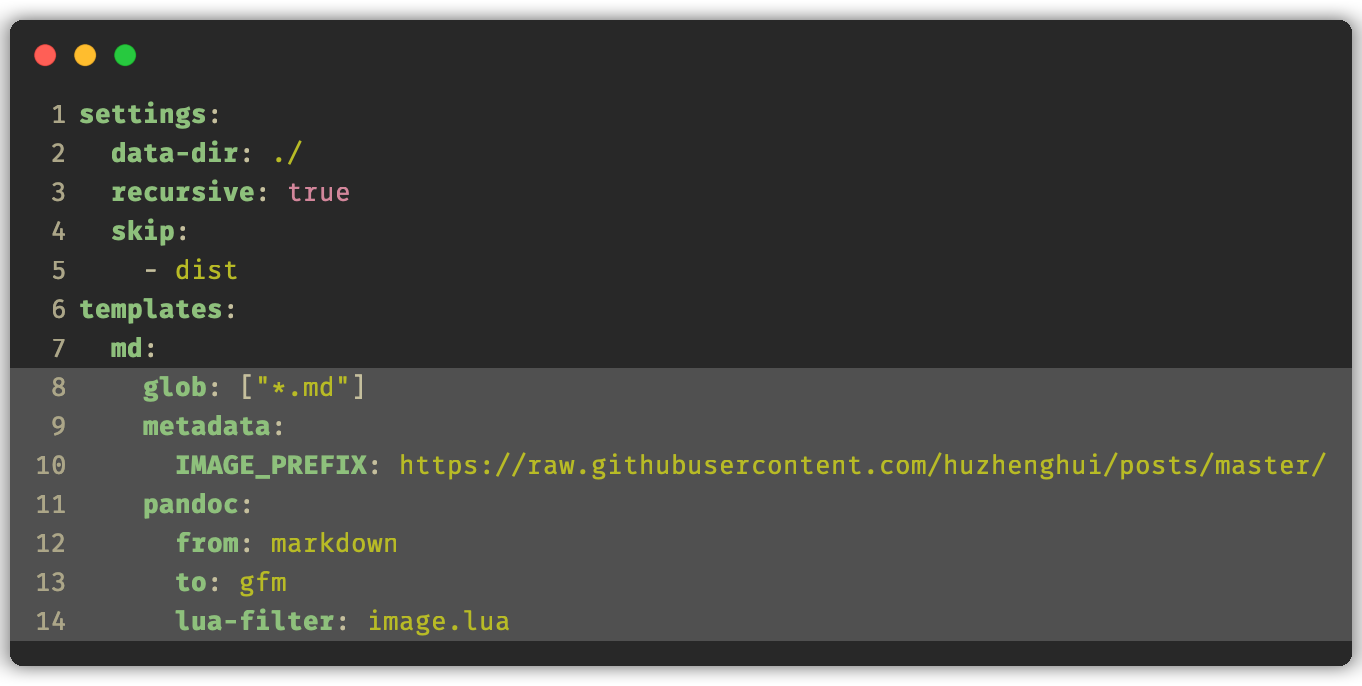 1 settings:
2   data-dir: ./
3   recursive: true
4   skip:
5     - dist
6 templates:
7   md:
8     glob: ["*.md"]
9     metadata:
10       IMAGE_PREFIX: https://raw.githubusercontent.com/huzhenghui/posts/master/
11     pandoc:
12       from: markdown
13       to: gfm
14       lua-filter: image.lua